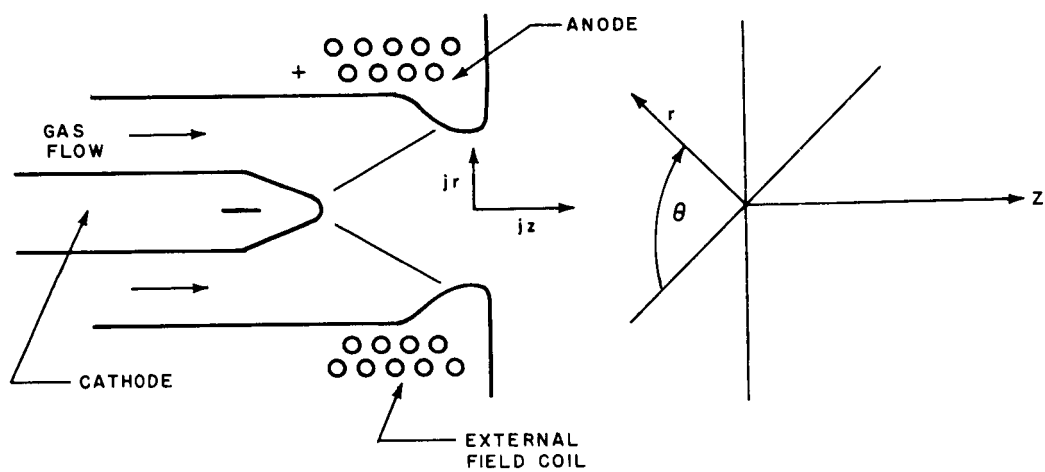 ANODE
+
GAS
FLOW
jr
jz
−
CATHODE
EXTERNAL
FIELD COIL
r
θ
Z